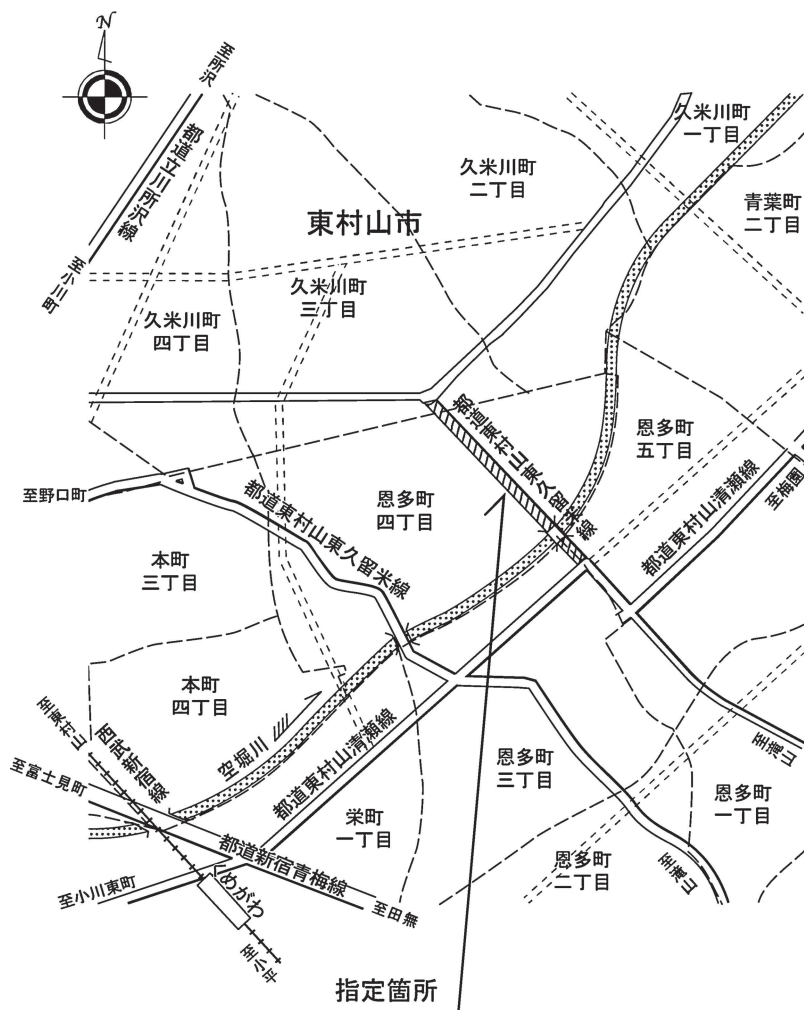 N
至所沢
都道立川所沢線
至小川町
久米川町
一丁目
久米川町
二丁目
青葉町
二丁目
東村山市
久米川町
三丁目
久米川町
四丁目
都道東村山東久留米線
恩多町
五丁目
都道東村山清瀬線
至梅園
至野口町
都道東村山東久留米線
恩多町
四丁目
本町
三丁目
本町
四丁目
空堀川
都道東村山清瀬線
至東村山
西武新宿線
至富士見町
都道新宿青梅線
栄町
一丁目
恩多町
三丁目
至滝山
恩多町
一丁目
恩多町
二丁目
至滝山
至小川東町
くめがわ
至田無
至小平
指定箇所